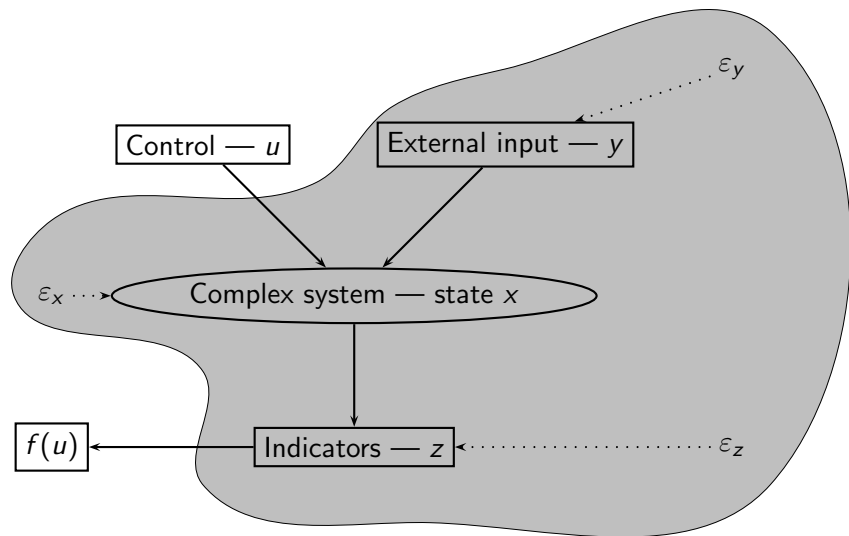 ε_y
Control — u
External input — y
ε_x
Complex system — state x
f(u)
Indicators — z
ε_z